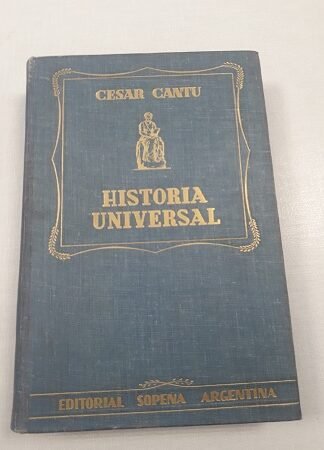 CESAR CANTU
HISTORIA
UNIVERSAL
EDITORIAL SOPENA ARGENTINA